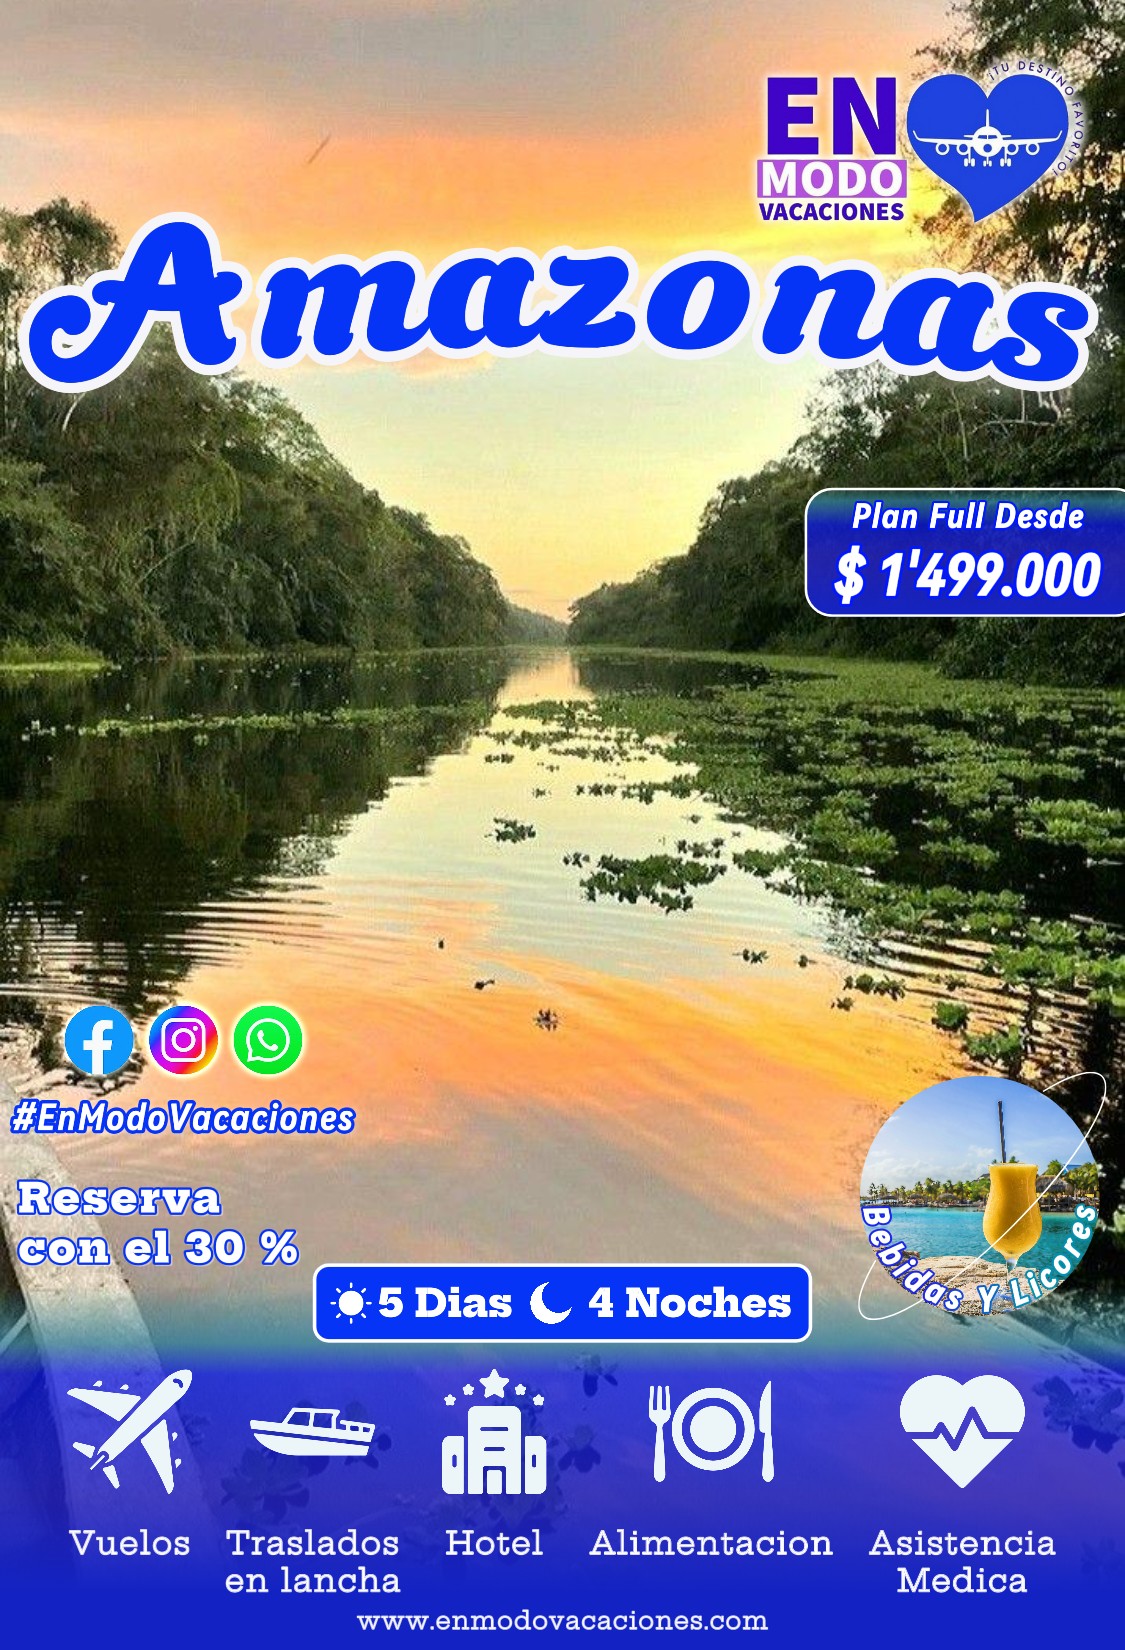 EN
MODO
VACACIONES
¡TU DESTINO FAVORITO!
Amazonas
Plan Full Desde
$ 1'499.000
#EnModoVacaciones
Reserva
con el 30 %
Bebidas Y Licores
5 Dias 4 Noches
Vuelos
Traslados
en lancha
Hotel
Alimentacion
Asistencia
Medica
www.enmodovacaciones.com